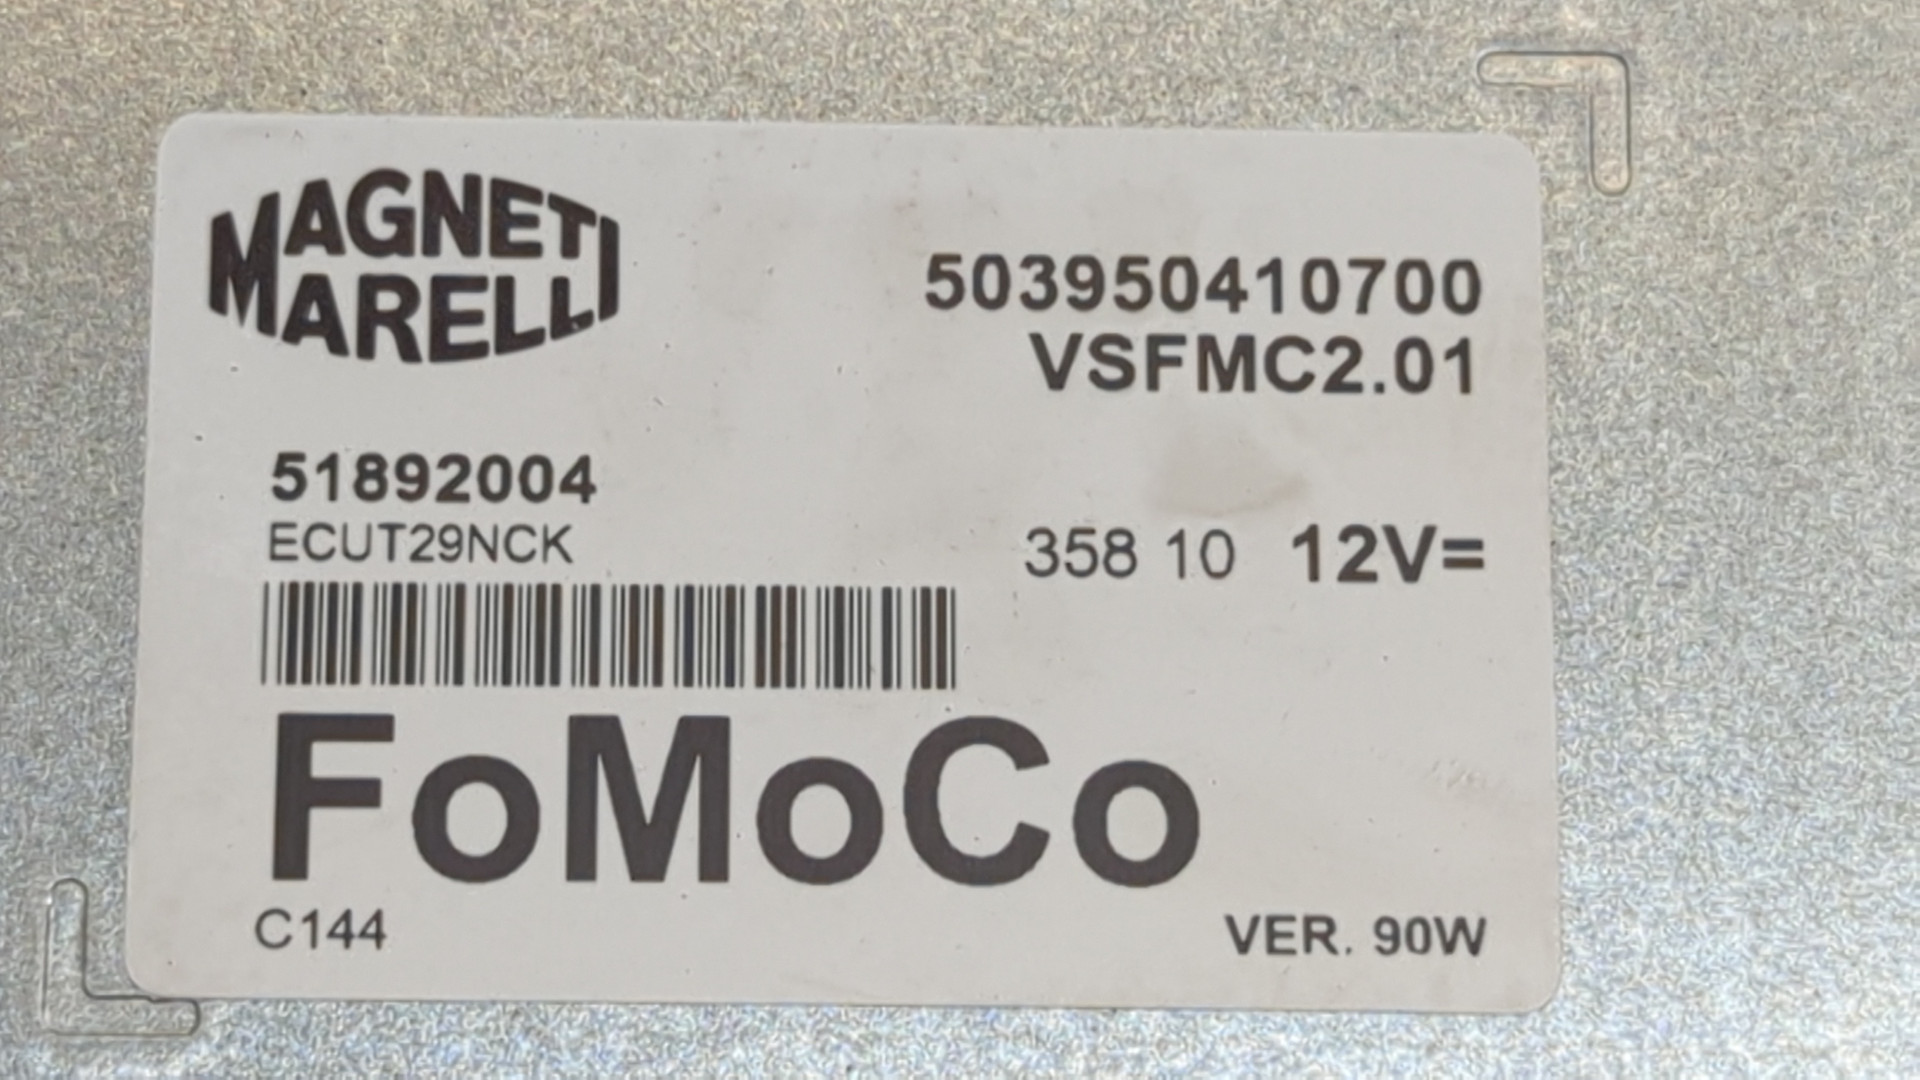 MAGNETI
MARELLI
503950410700
VSFMC2.01
51892004
ECUT29NCK
358 10 12V=
FoMoCo
C144
VER. 90W